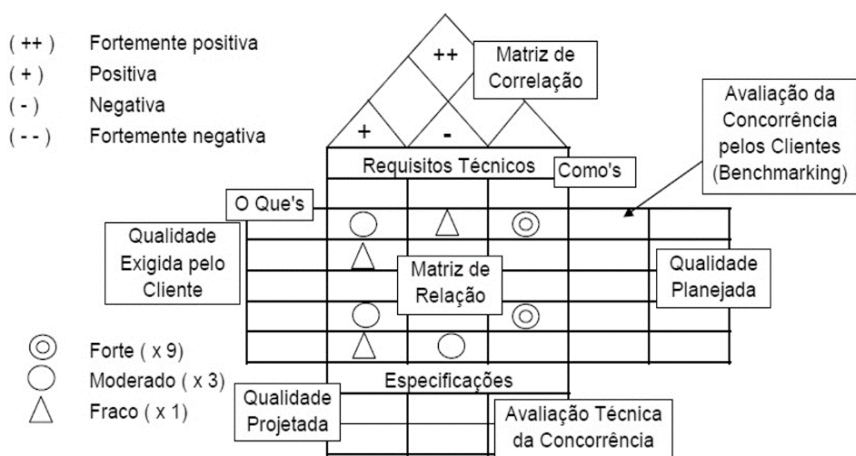 ( ++ ) Fortemente positiva
( + ) Positiva
( - ) Negativa
( - - ) Fortemente negativa
++
Matriz de
Correlação
+
-
Avaliação da
Concorrência
pelos Clientes
(Benchmarking)
Requisitos Técnicos
Como's
O Que's
Qualidade
Exigida pelo
Cliente
Matriz de
Relação
Qualidade
Planejada
Forte ( x 9)
Moderado ( x 3)
Fraco ( x 1)
Especificações
Qualidade
Projetada
Avaliação Técnica
da Concorrência